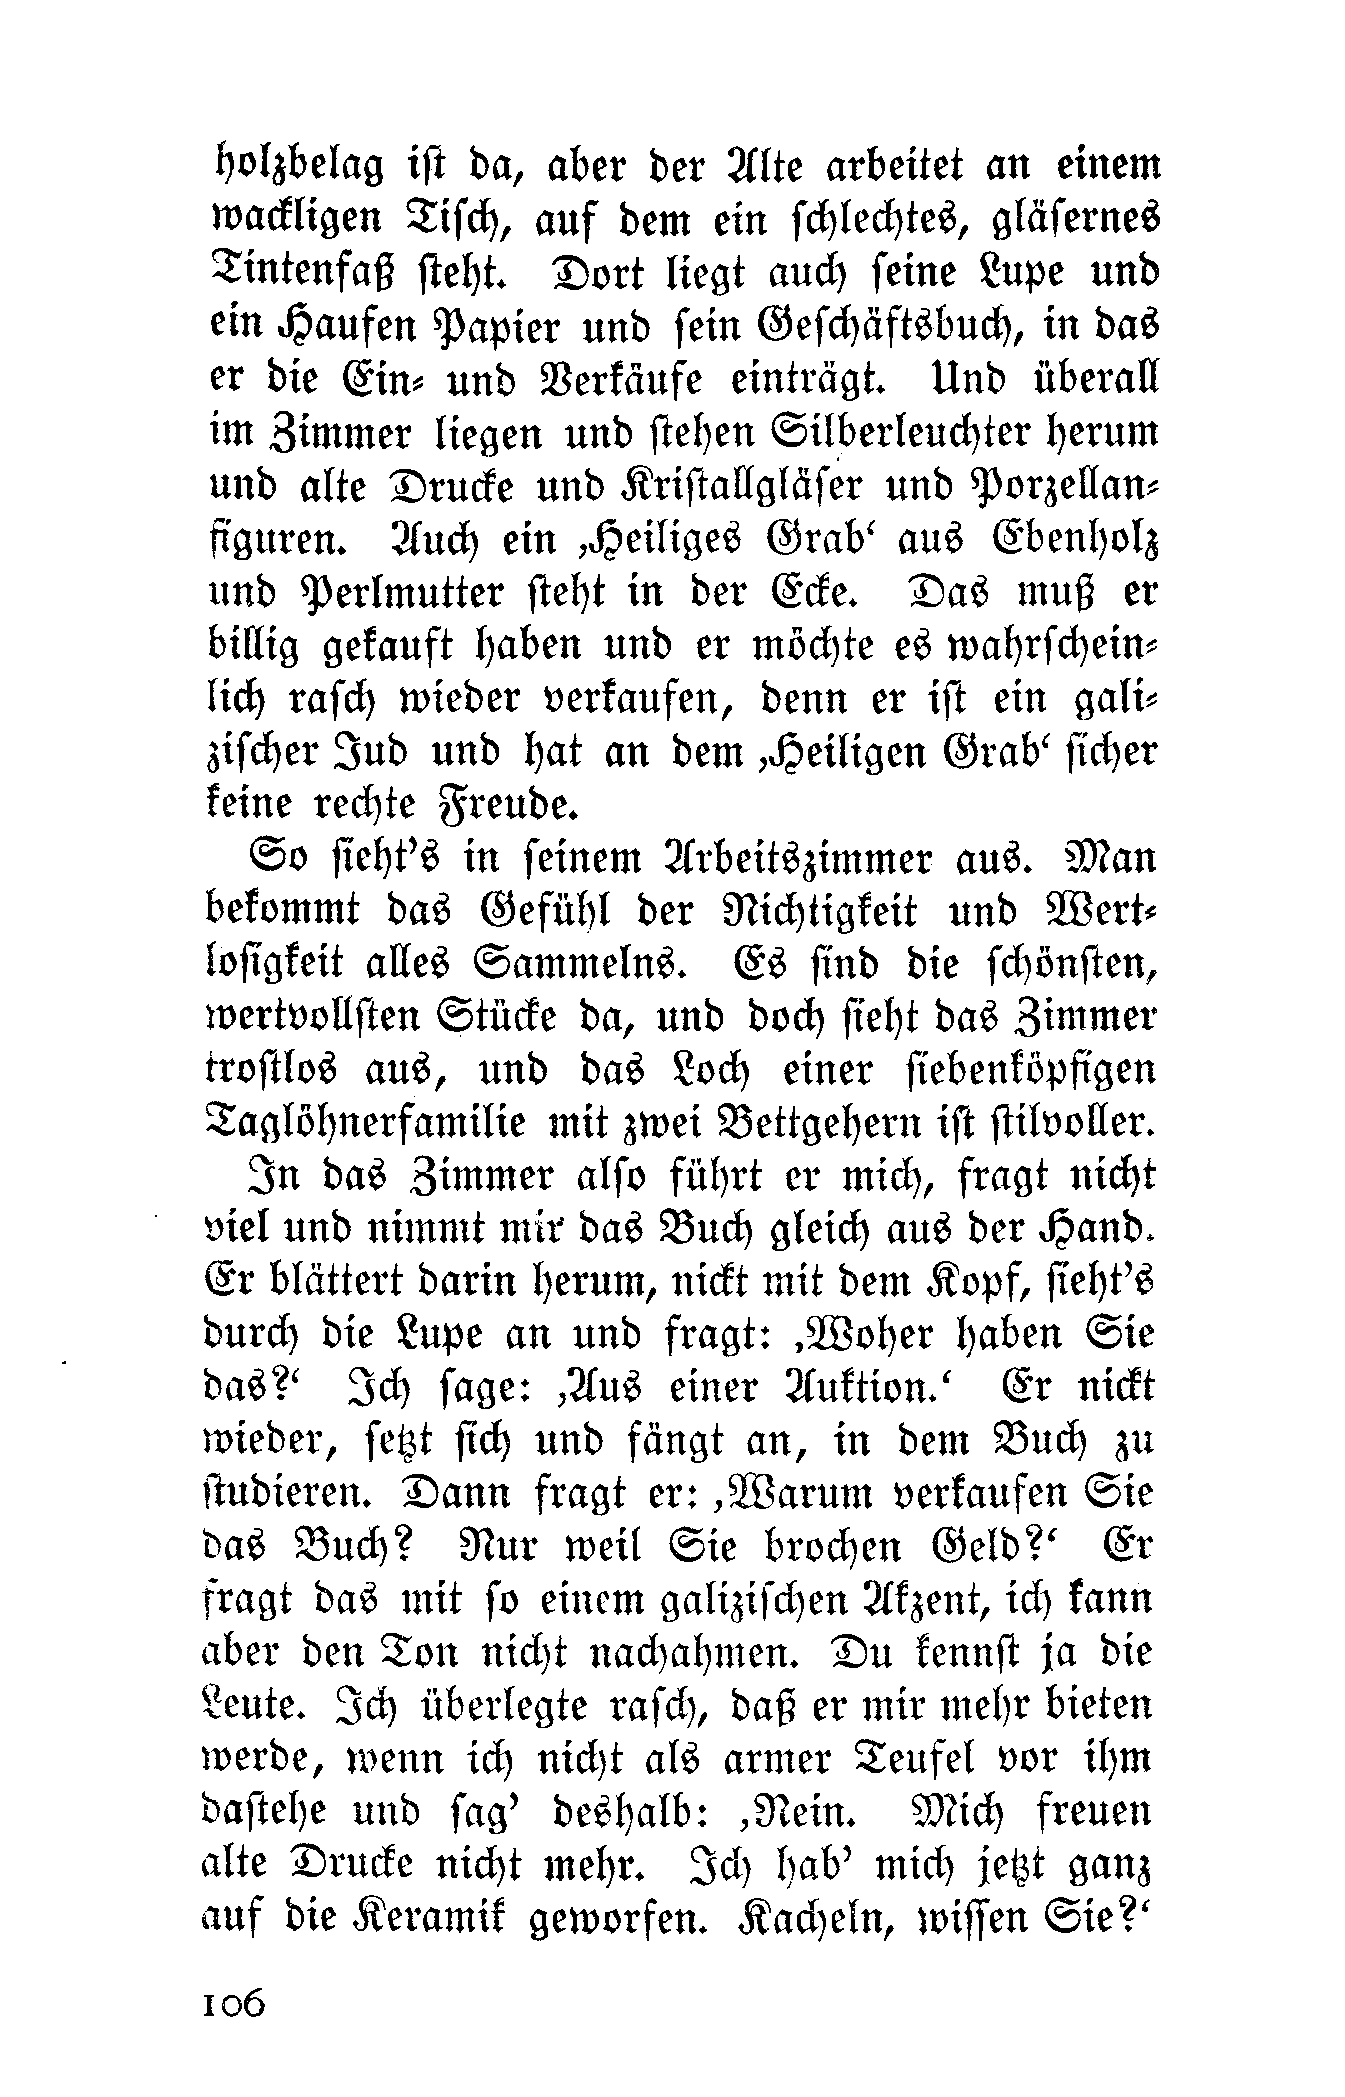 holzbelag ist da, aber der Alte arbeitet an einem
wackligen Tisch, auf dem ein schlechtes, gläsernes
Tintenfaß steht. Dort liegt auch seine Lupe und
ein Haufen Papier und sein Geschäftsbuch, in das
er die Ein- und Verkäufe einträgt. Und überall
im Zimmer liegen und stehen Silberleuchter herum
und alte Drucke und Kristallgläser und Porzellan-
figuren. Auch ein ‚Heiliges Grab‘ aus Ebenholz
und Perlmutter steht in der Ecke. Das muß er
billig gekauft haben und er möchte es wahrschein-
lich rasch wieder verkaufen, denn er ist ein gali-
zischer Jud und hat an dem ‚Heiligen Grab‘ sicher
keine rechte Freude.
So sieht’s in seinem Arbeitszimmer aus. Man
bekommt das Gefühl der Nichtigkeit und Wert-
losigkeit alles Sammelns. Es sind die schönsten,
wertvollsten Stücke da, und doch sieht das Zimmer
trostlos aus, und das Loch einer siebenköpfigen
Taglöhnerfamilie mit zwei Bettgehern ist stilvoller.
In das Zimmer also führt er mich, fragt nicht
viel und nimmt mir das Buch gleich aus der Hand.
Er blättert darin herum, nickt mit dem Kopf, sieht’s
durch die Lupe an und fragt: ‚Woher haben Sie
das?‘ Ich sage: ‚Aus einer Auktion.‘ Er nickt
wieder, setzt sich und fängt an, in dem Buch zu
studieren. Dann fragt er: ‚Warum verkaufen Sie
das Buch? Nur weil Sie brochen Geld?‘ Er
fragt das mit so einem galizischen Akzent, ich kann
aber den Ton nicht nachahmen. Du kennst ja die
Leute. Ich überlegte rasch, daß er mir mehr bieten
werde, wenn ich nicht als armer Teufel vor ihm
dastehe und sag’ deshalb: ‚Nein. Mich freuen
alte Drucke nicht mehr. Ich hab’ mich jetzt ganz
auf die Keramik geworfen. Kacheln, wissen Sie?‘
106